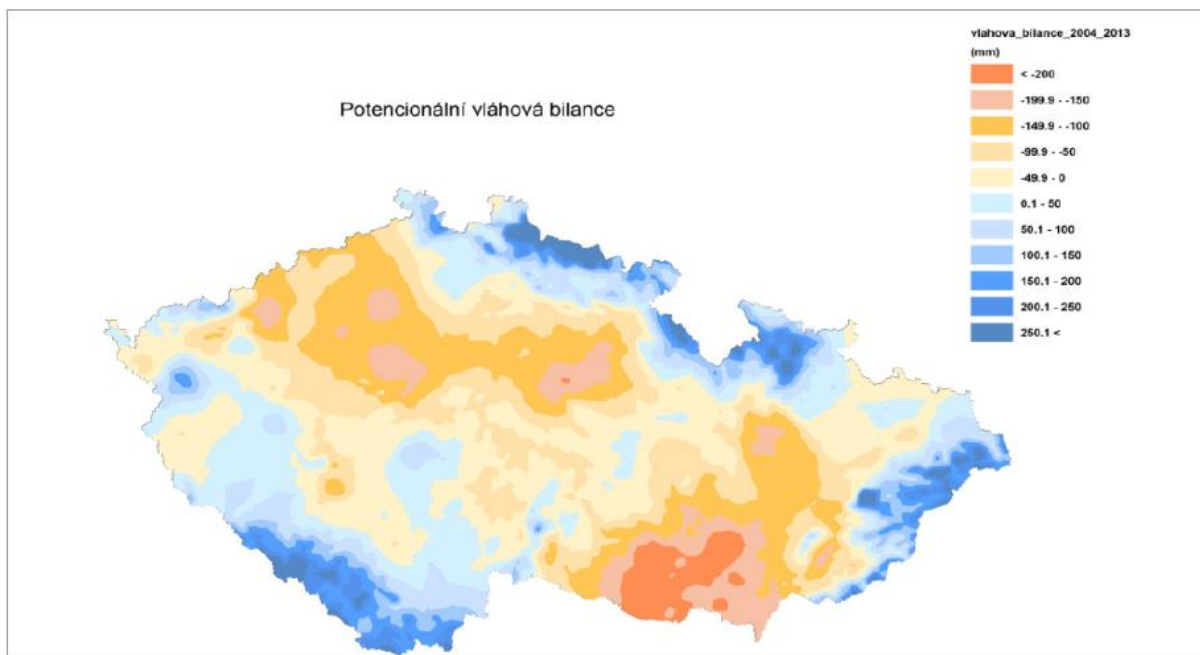 Potencionální vláhová bilance
vlahova_bilance_2004_2013
(mm)
< -200
-199.9 - -150
-149.9 - -100
-99.9 - -50
-49.9 - 0
0.1 - 50
50.1 - 100
100.1 - 150
150.1 - 200
200.1 - 250
250.1 <